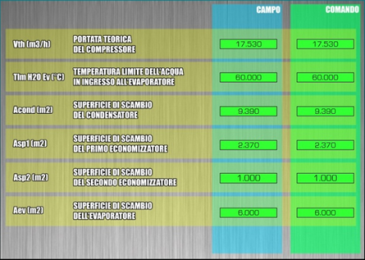 CAMPO COMANDO
Vth [m3/h] PORTATA TEORICA DEL COMPRESSORE 17.530 17.530
Tlm H2O Ev [°C] TEMPERATURA LIMITE DELL'ACQUA IN INGRESSO ALL'EVAPORATORE 60.000 60.000
Acond [m2] SUPERFICIE DI SCAMBIO DEL CONDENSATORE 9.390 9.390
Asp1 [m2] SUPERFICIE DI SCAMBIO DEL PRIMO ECONOMIZZATORE 2.370 2.370
Asp2 [m2] SUPERFICIE DI SCAMBIO DEL SECONDO ECONOMIZZATORE 1.000 1.000
Aev [m2] SUPERFICIE DI SCAMBIO DELL'EVAPORATORE 6.000 6.000